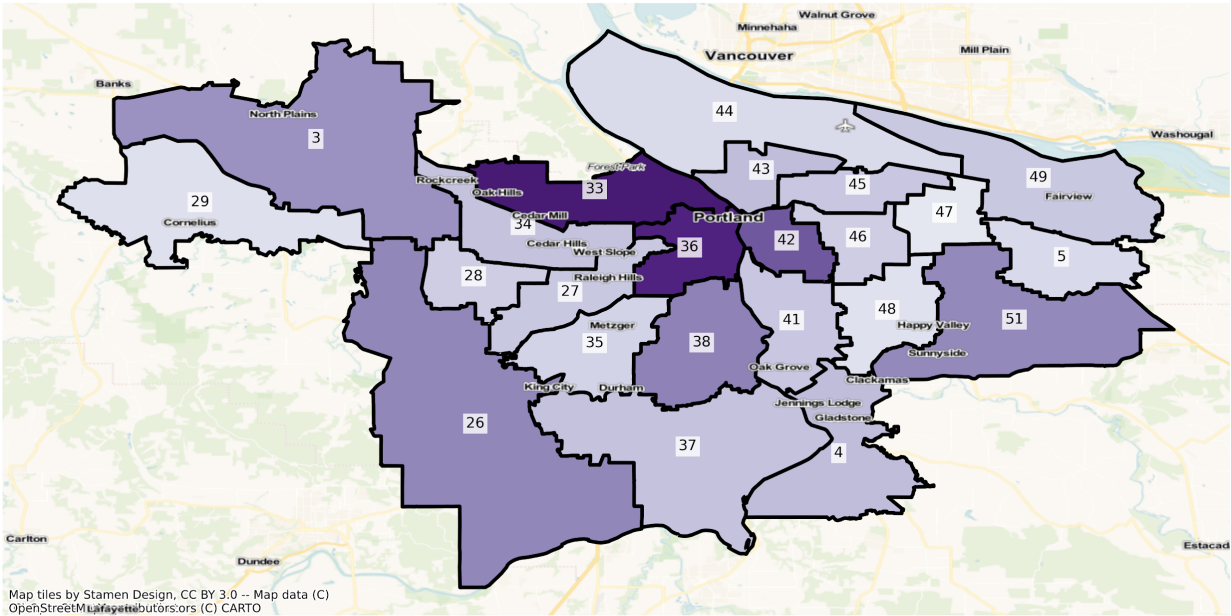 Walnut Grove
Minnehaha
Vancouver
Mill Plain
Banks
North Plains
44
Washougal
3
Forest Park
43
49
Rockcreek
33
45
Oak Hills
Fairview
29
Cedar Mill
Portland
47
Cornelius
34
42
46
Cedar Hills
36
West Slope
5
28
Raleigh Hills
27
48
41
51
Metzger
Happy Valley
35
38
Sunnyside
Oak Grove
Clackamas
King City
Durham
Jennings Lodge
Gladstone
26
37
4
Carlton
Estacad
Dundee
Map tiles by Stamen Design, CC BY 3.0 -- Map data (C)
Lafayette
(C) CARTO